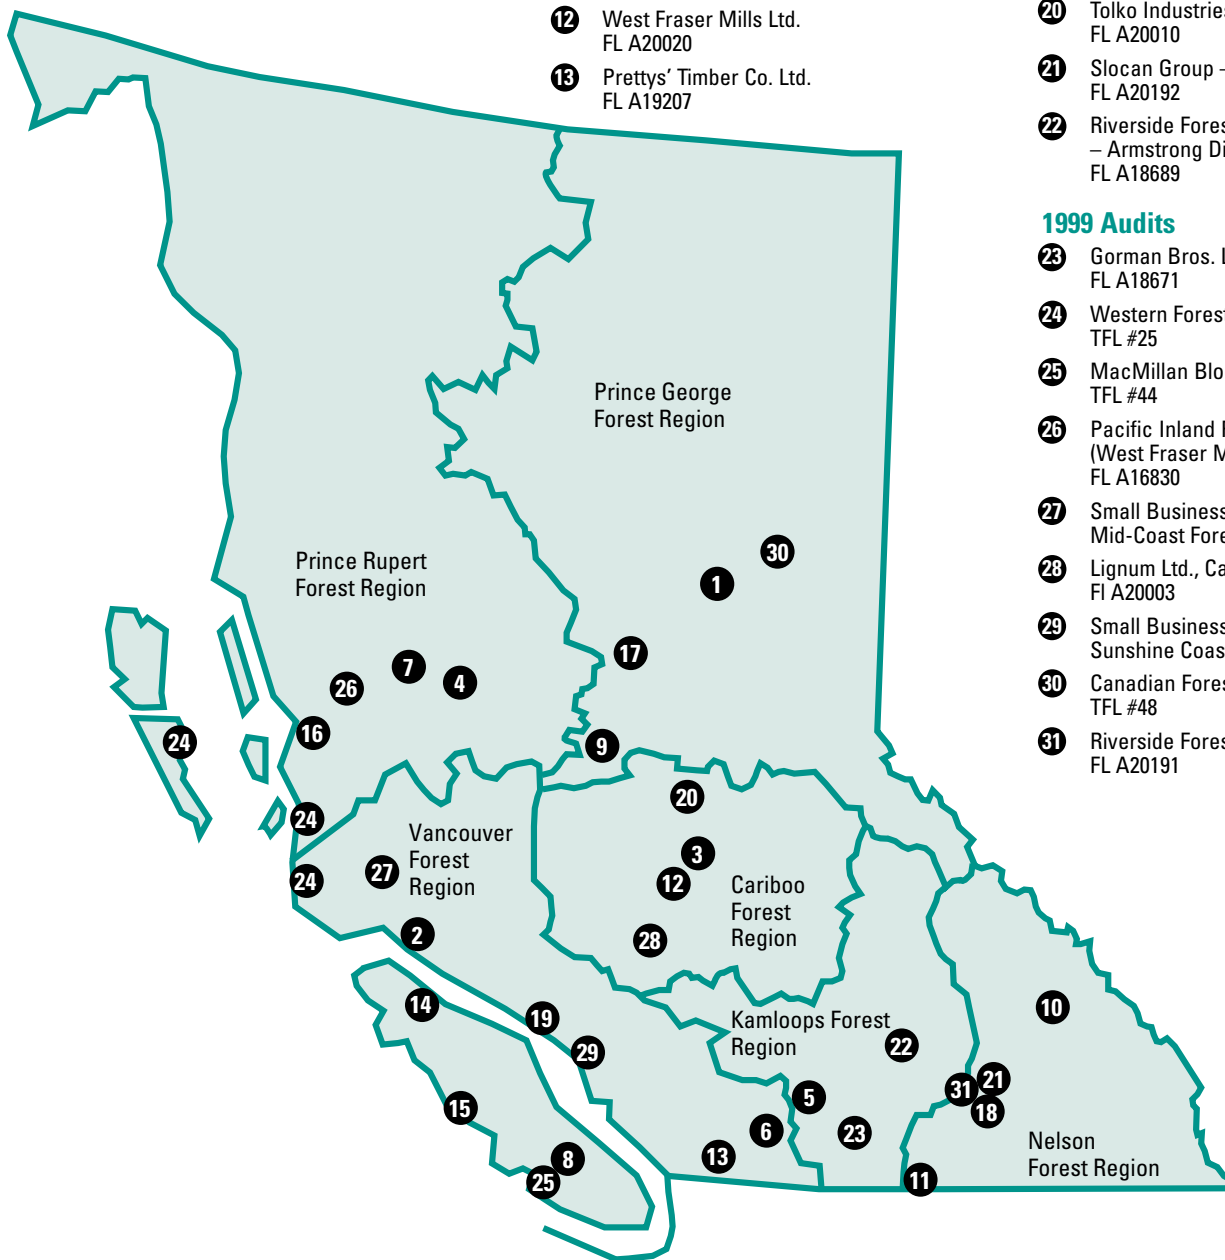 12 West Fraser Mills Ltd.
FL A20020
13 Prettys’ Timber Co. Ltd.
FL A19207
20 Tolko Industries
FL A20010
21 Slocan Group –
FL A20192
22 Riverside Fores
– Armstrong Di
FL A18689
1999 Audits
23 Gorman Bros. L
FL A18671
24 Western Forest
TFL #25
25 MacMillan Blo
TFL #44
26 Pacific Inland
(West Fraser M
FL A16830
27 Small Business
Mid-Coast Fore
28 Lignum Ltd., Ca
Fl A20003
29 Small Business
Sunshine Coas
30 Canadian Fores
TFL #48
31 Riverside Fores
FL A20191
Prince George
Forest Region
30
1
Prince Rupert
Forest Region
17
7
4
26
16
24
9
20
24
Vancouver
Forest
Region
27
24
3
12
Cariboo
Forest
Region
28
2
14
19
29
Kamloops Forest
Region
22
10
15
5
31
21
18
6
23
13
8
25
11
Nelson
Forest Region